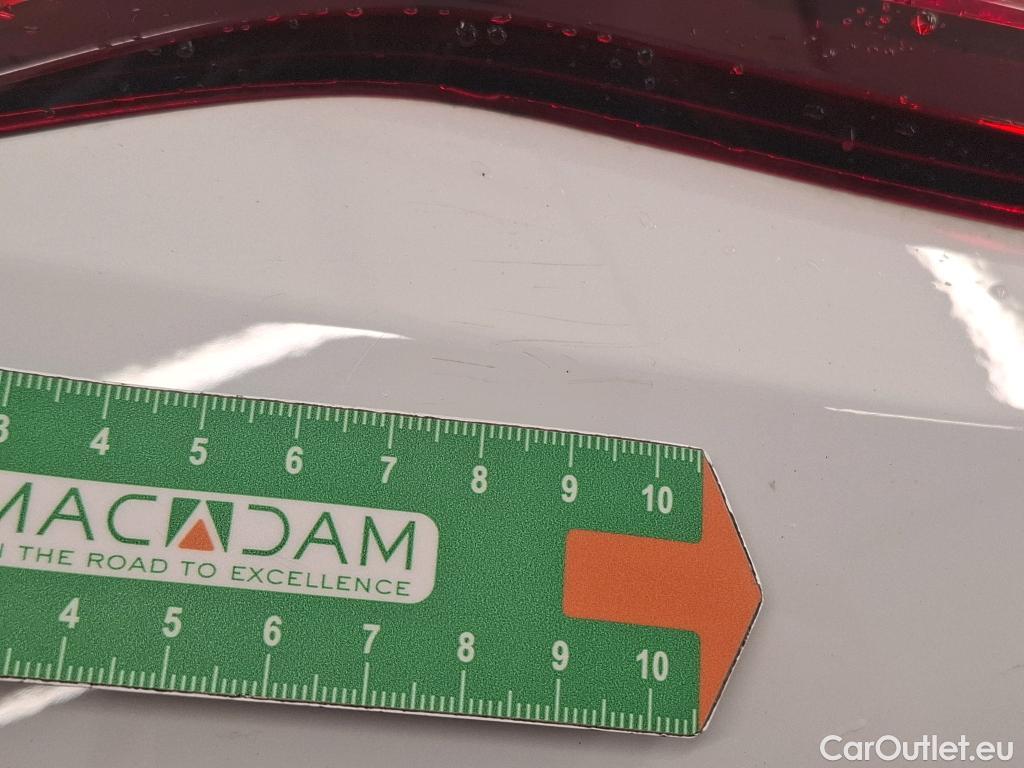 3 4 5 6 7 8 9 10
MACADAM
THE ROAD TO EXCELLENCE
4 5 6 7 8 9 10
CarOutlet.eu